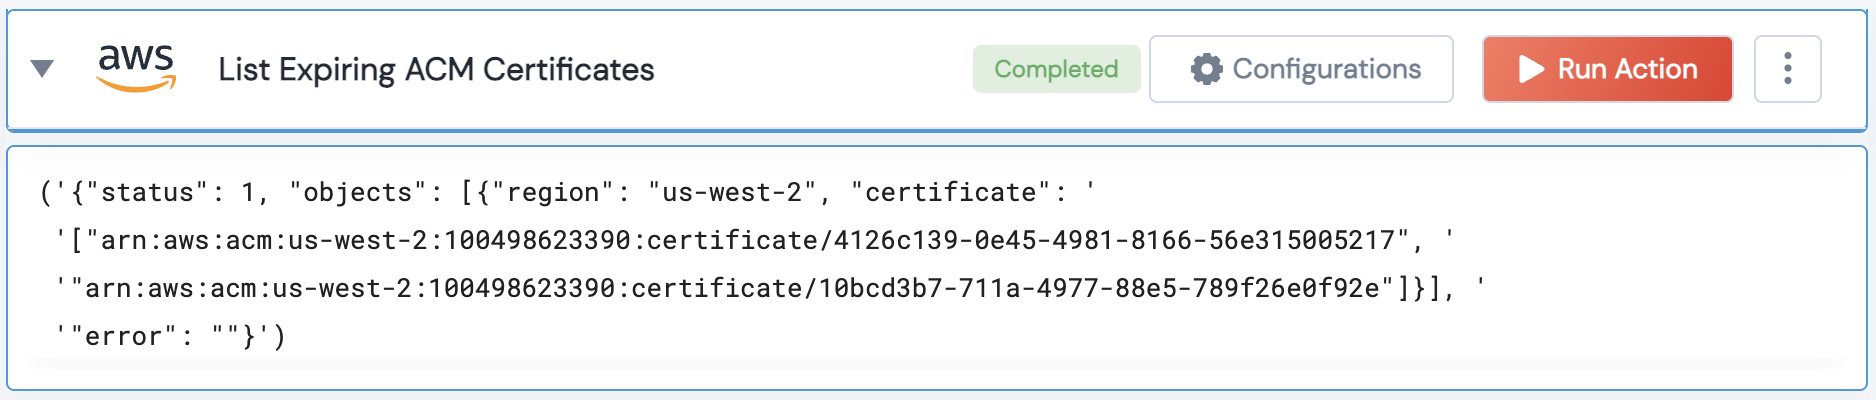 aws List Expiring ACM Certificates Completed Configurations Run Action
('{"status": 1, "objects": [{"region": "us-west-2", "certificate": '
'["arn:aws:acm:us-west-2:100498623390:certificate/4126c139-0e45-4981-8166-56e315005217", '
'"arn:aws:acm:us-west-2:100498623390:certificate/10bcd3b7-711a-4977-88e5-789f26e0f92e"]}], '
'"error": ""}')